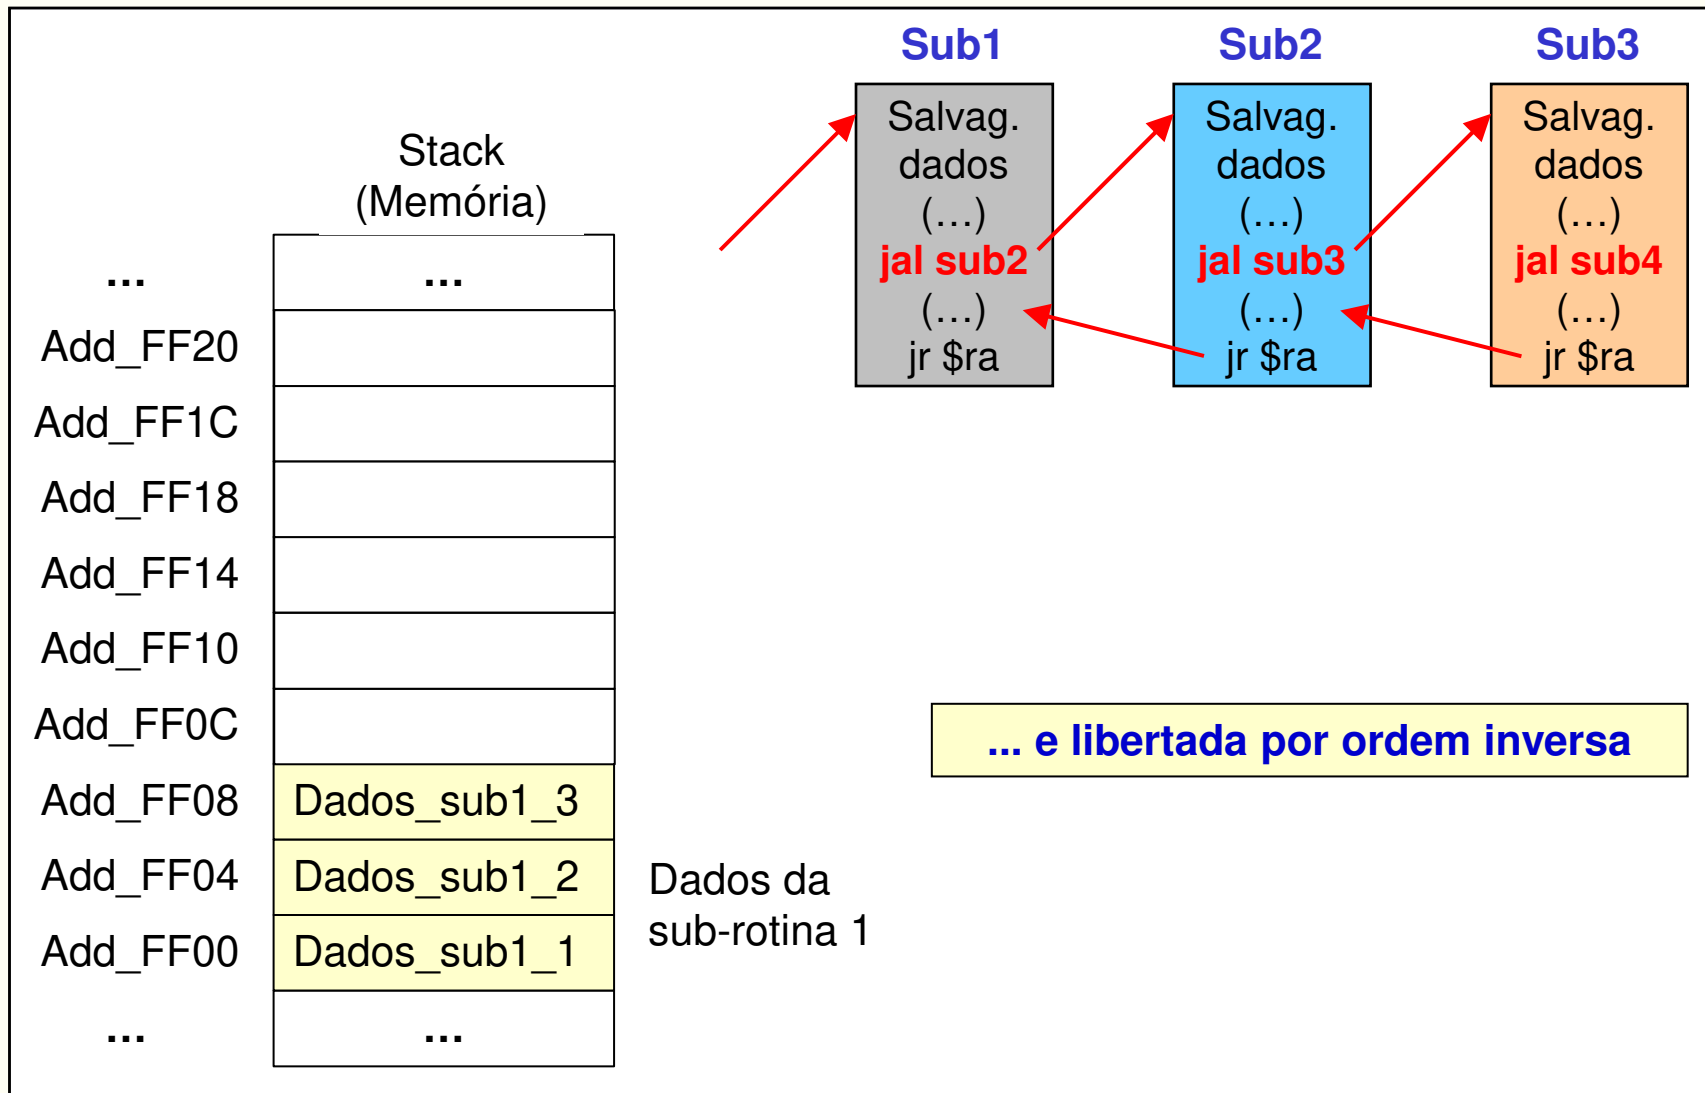 Sub1
Salvag.
dados
(...)
jal sub2
(...)
jr $ra
Sub2
Salvag.
dados
(...)
jal sub3
(...)
jr $ra
Sub3
Salvag.
dados
(...)
jal sub4
(...)
jr $ra
Stack
(Memória)
... ...
Add_FF20
Add_FF1C
Add_FF18
Add_FF14
Add_FF10
Add_FF0C
Add_FF08 Dados_sub1_3
Add_FF04 Dados_sub1_2
Add_FF00 Dados_sub1_1
... ...
Dados da
sub-rotina 1
... e libertada por ordem inversa